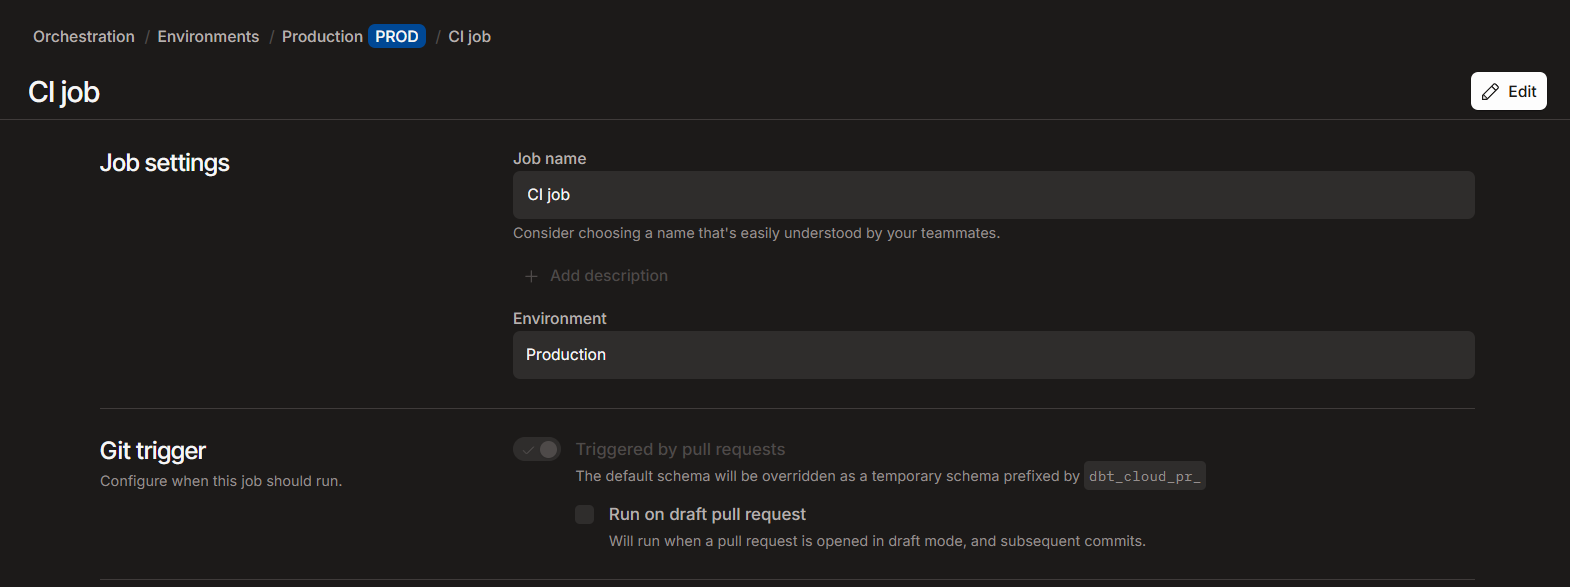 Orchestration / Environments / Production PROD / CI job
CI job
Edit
Job settings
Job name
CI job
Consider choosing a name that's easily understood by your teammates.
+ Add description
Environment
Production
Git trigger
Configure when this job should run.
Triggered by pull requests
The default schema will be overridden as a temporary schema prefixed by dbt_cloud_pr_
Run on draft pull request
Will run when a pull request is opened in draft mode, and subsequent commits.